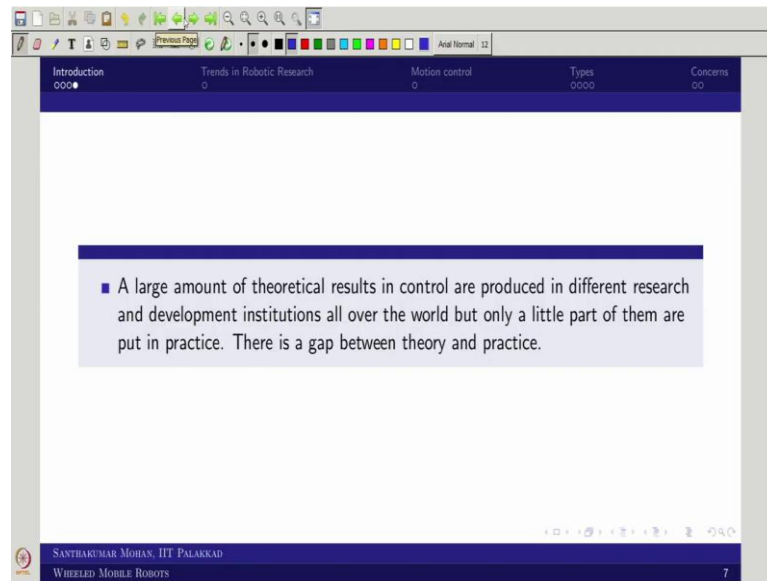 T
Previous Page
Arial Normal 12
Introduction Trends in Robotic Research Motion control Types Concerns
A large amount of theoretical results in control are produced in different research
and development institutions all over the world but only a little part of them are
put in practice. There is a gap between theory and practice.
SANTHAKUMAR MOHAN, IIT PALAKKAD
WHEELED MOBILE ROBOTS 7